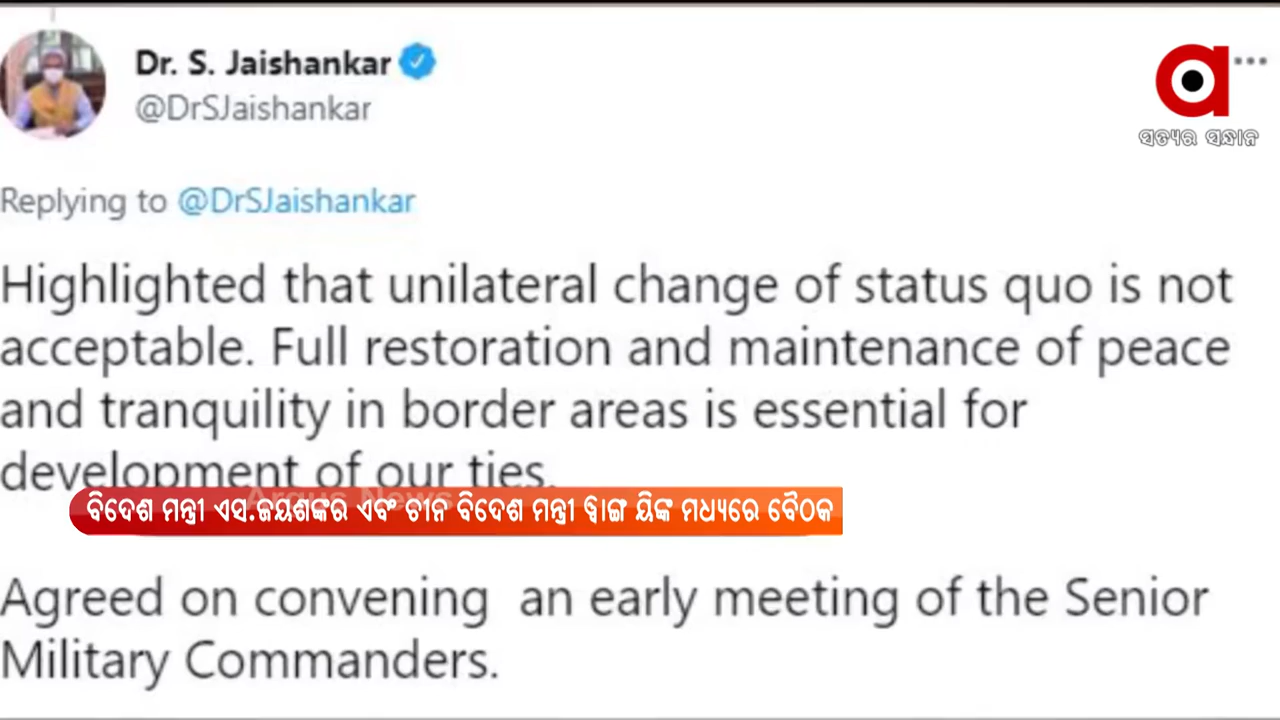 Dr. S. Jaishankar
@DrSJaishankar
ସତ୍ୟର ସନ୍ଧାନ
Replying to @DrSJaishankar
Highlighted that unilateral change of status quo is not
acceptable. Full restoration and maintenance of peace
and tranquility in border areas is essential for
development of our ties.
Argus News
ବିଦେଶ ମନ୍ତ୍ରୀ ଏସ.ଜୟଶଙ୍କର ଏବଂ ଚୀନ ବିଦେଶ ମନ୍ତ୍ରୀ ୱାଙ୍ଗ ୟିଙ୍କ ମଧ୍ୟରେ ବୈଠକ
Agreed on convening  an early meeting of the Senior
Military Commanders.